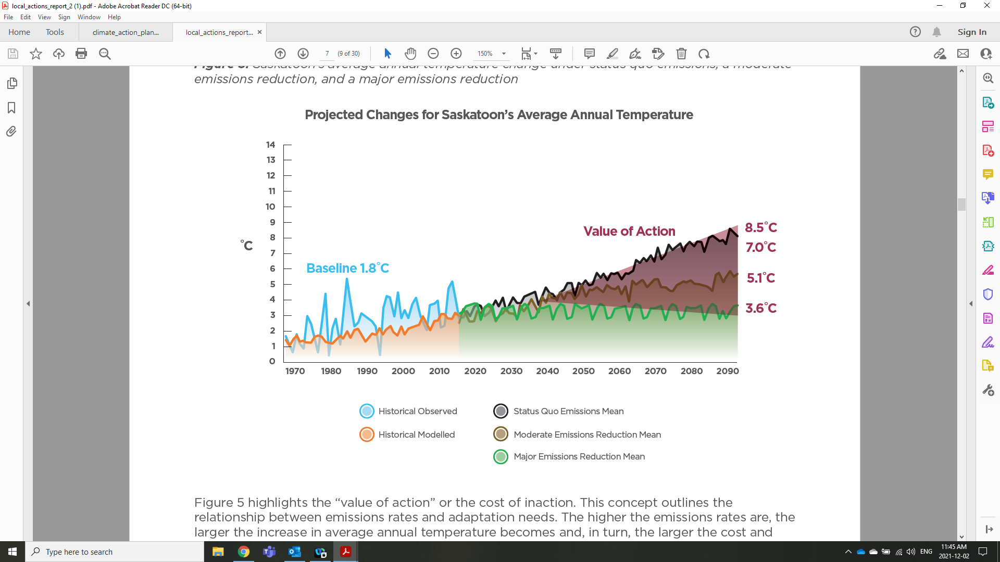 local_actions_report_2 (1).pdf - Adobe Acrobat Reader DC (64-bit)
File Edit View Sign Window Help
Home Tools climate_action_plan... local_actions_report... ×
? Sign In
7 (9 of 30) 150%
Figure 5. Saskatoon's average annual temperature change under status quo emissions, a moderate
emissions reduction, and a major emissions reduction
Projected Changes for Saskatoon's Average Annual Temperature
14
13
12
11
10
9
8
7
6
5
4
3
2
1
0
°C
Baseline 1.8°C
Value of Action
8.5°C
7.0°C
5.1°C
3.6°C
1970 1980 1990 2000 2010 2020 2030 2040 2050 2060 2070 2080 2090
Historical Observed
Historical Modelled
Status Quo Emissions Mean
Moderate Emissions Reduction Mean
Major Emissions Reduction Mean
Figure 5 highlights the “value of action” or the cost of inaction. This concept outlines the
relationship between emissions rates and adaptation needs. The higher the emissions rates are, the
larger the increase in average annual temperature becomes and, in turn, the larger the cost and
Type here to search
ENG
11:45 AM
2021-12-02